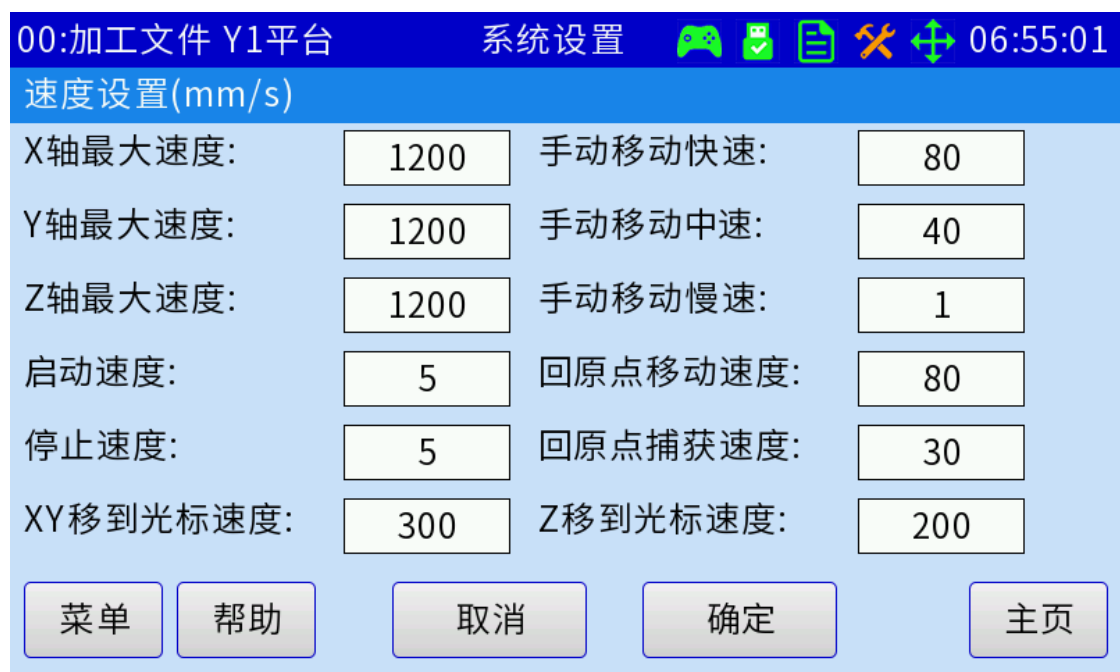 00:加工文件 Y1平台 系统设置 06:55:01
速度设置(mm/s)
X轴最大速度: 1200 手动移动快速: 80
Y轴最大速度: 1200 手动移动中速: 40
Z轴最大速度: 1200 手动移动慢速: 1
启动速度: 5 回原点移动速度: 80
停止速度: 5 回原点捕获速度: 30
XY移到光标速度: 300 Z移到光标速度: 200
菜单 帮助 取消 确定 主页